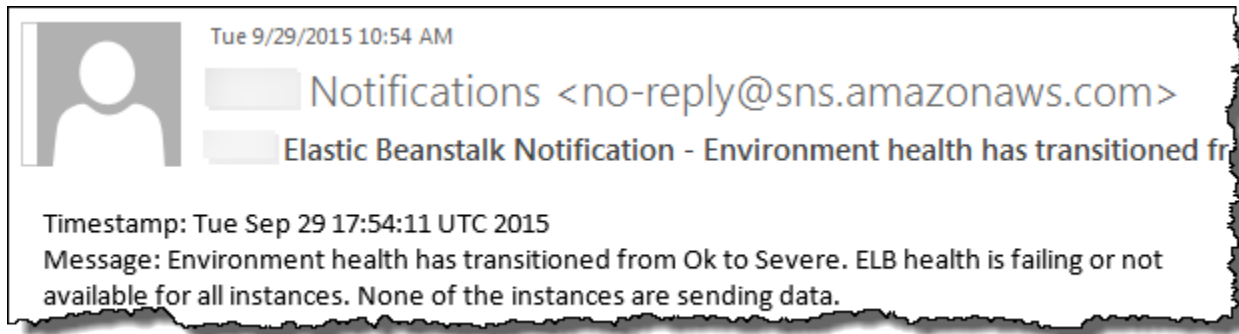 Tue 9/29/2015 10:54 AM
Notifications <no-reply@sns.amazonaws.com>
Elastic Beanstalk Notification - Environment health has transitioned fr
Timestamp: Tue Sep 29 17:54:11 UTC 2015
Message: Environment health has transitioned from Ok to Severe. ELB health is failing or not
available for all instances. None of the instances are sending data.